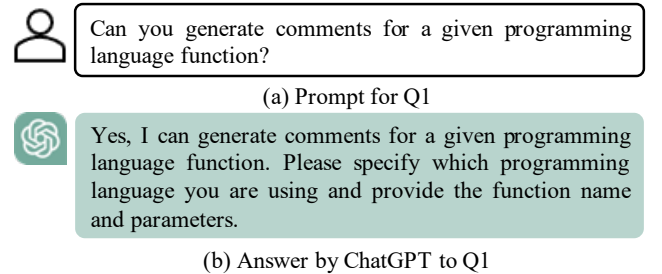 Can you generate comments for a given programming
language function?
(a) Prompt for Q1
Yes, I can generate comments for a given programming
language function. Please specify which programming
language you are using and provide the function name
and parameters.
(b) Answer by ChatGPT to Q1